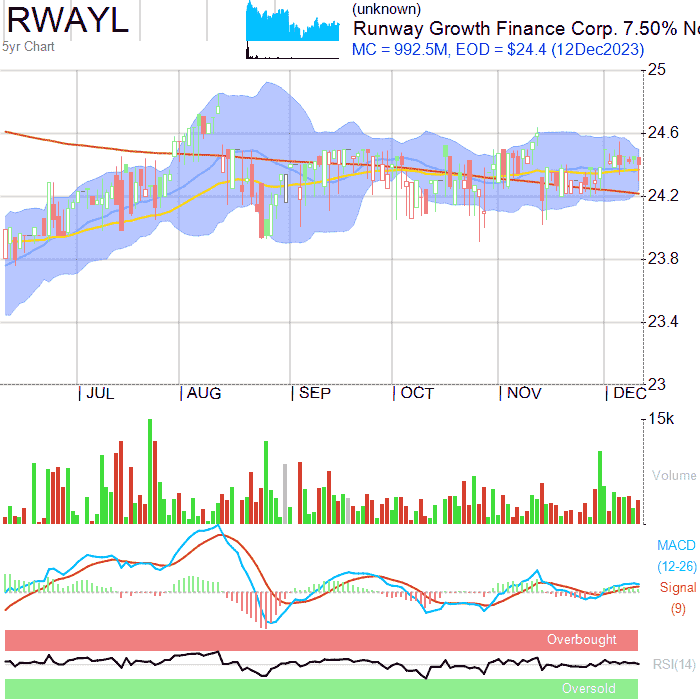 RWAYL
5yr Chart
(unknown)
Runway Growth Finance Corp. 7.50% No
MC = 992.5M, EOD = $24.4 (12Dec2023)
25
24.6
24.2
23.8
23.4
23
JUL AUG SEP OCT NOV DEC
15k
Volume
MACD
(12-26)
Signal
(9)
Overbought
RSI(14)
Oversold